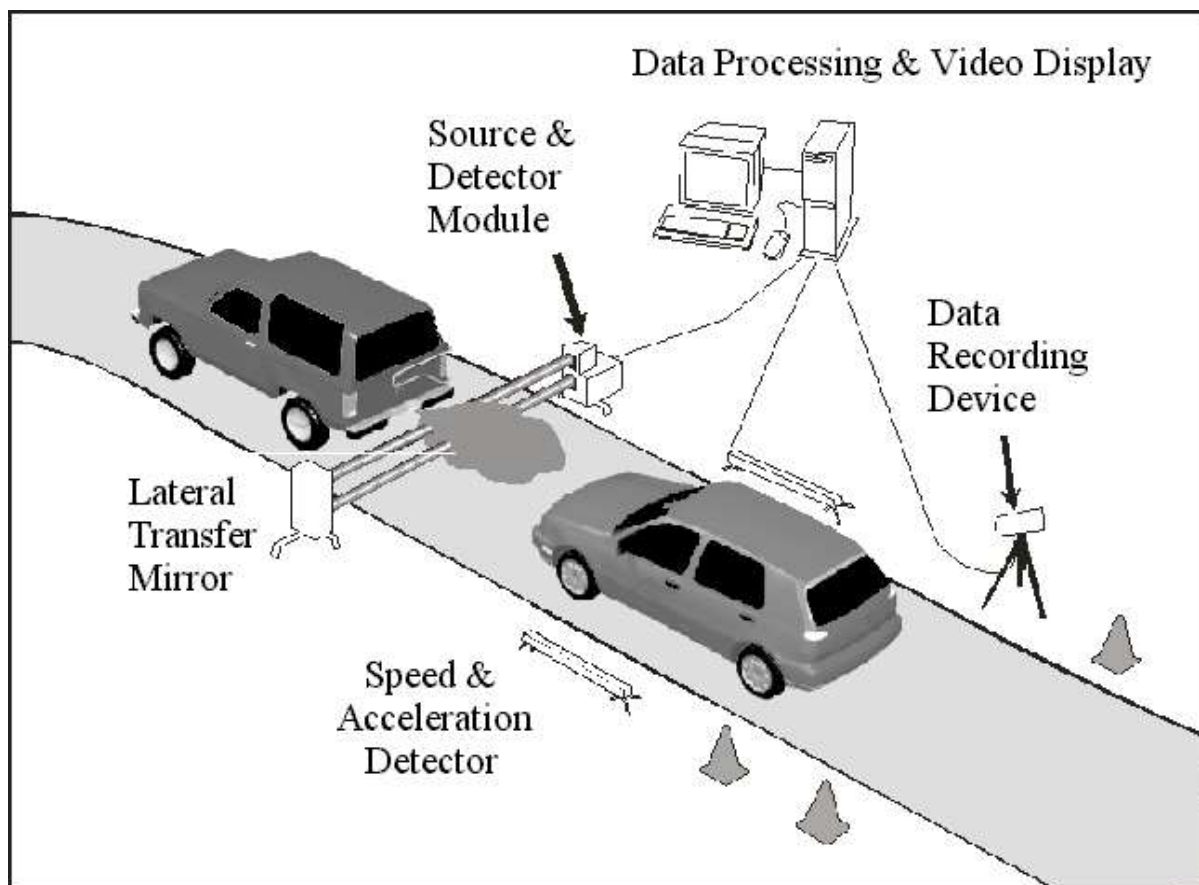 Data Processing & Video Display
Source &
Detector
Module
Data
Recording
Device
Lateral
Transfer
Mirror
Speed &
Acceleration
Detector